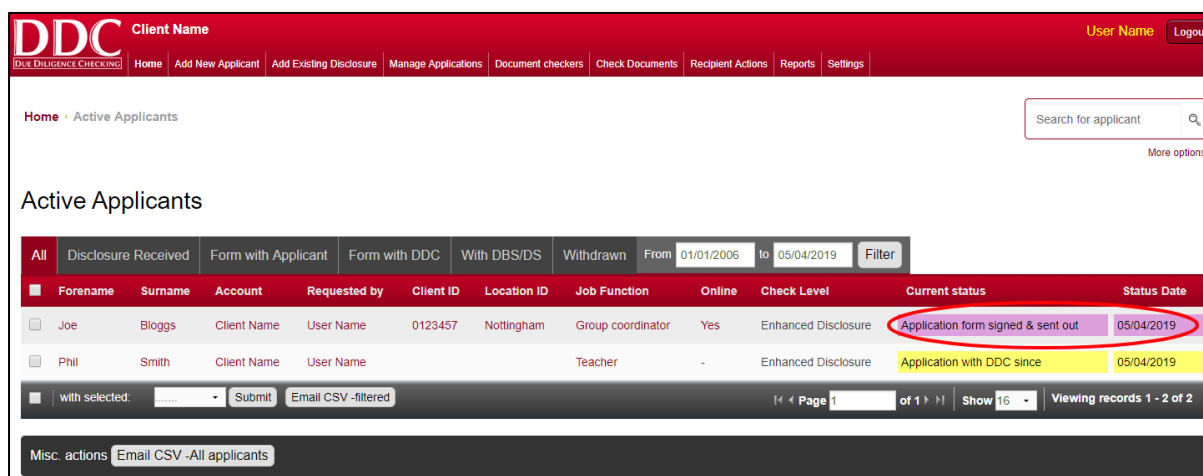 DDC
DUE DILIGENCE CHECKING
Client Name
User Name Logou
Home Add New Applicant Add Existing Disclosure Manage Applications Document checkers Check Documents Recipient Actions Reports Settings
Home Active Applicants
Search for applicant
More options
Active Applicants
All Disclosure Received Form with Applicant Form with DDC With DBS/DS Withdrawn From 01/01/2006 to 05/04/2019 Filter
Forename Surname Account Requested by Client ID Location ID Job Function Online Check Level Current status Status Date
Joe Bloggs Client Name User Name 0123457 Nottingham Group coordinator Yes Enhanced Disclosure Application form signed & sent out 05/04/2019
Phil Smith Client Name User Name Teacher - Enhanced Disclosure Application with DDC since 05/04/2019
with selected: ....... Submit Email CSV -filtered Page 1 of 1 Show 16 Viewing records 1 - 2 of 2
Misc. actions Email CSV -All applicants